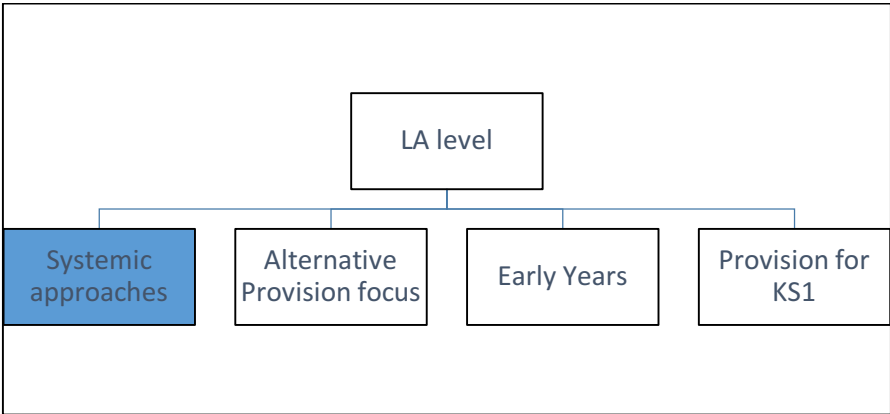 LA level
Systemic
approaches
Alternative
Provision focus
Early Years
Provision for
KS1